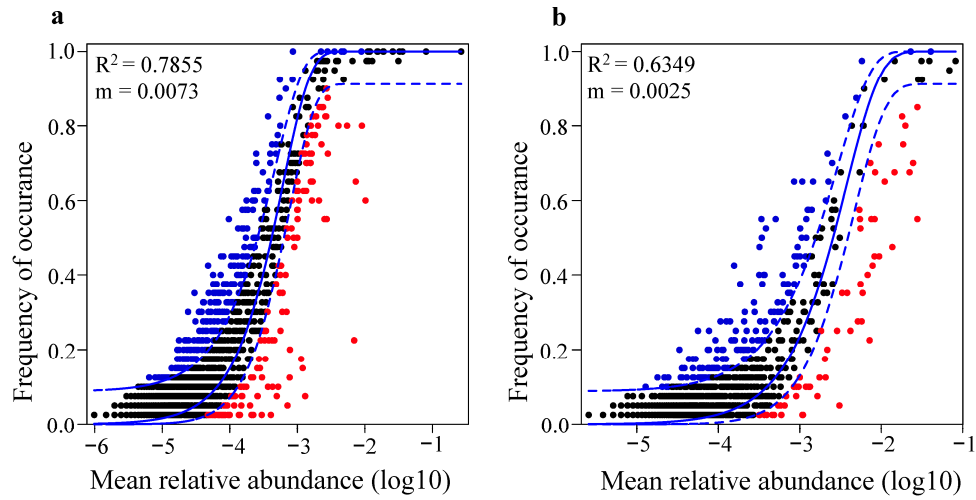 a
R² = 0.7855
m = 0.0073
Frequency of occurance
1.0
0.8
0.6
0.4
0.2
0.0
−6 −5 −4 −3 −2 −1
Mean relative abundance (log10)
b
R² = 0.6349
m = 0.0025
Frequency of occurance
1.0
0.8
0.6
0.4
0.2
0.0
−5 −4 −3 −2 −1
Mean relative abundance (log10)